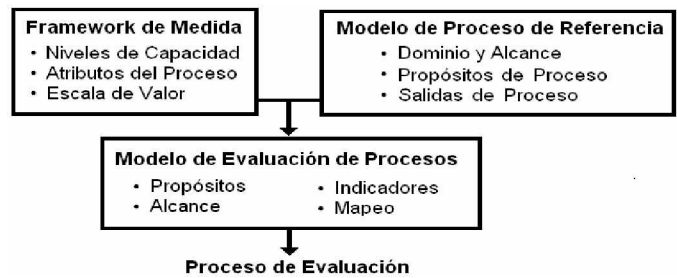 Framework de Medida
• Niveles de Capacidad
• Atributos del Proceso
• Escala de Valor
Modelo de Proceso de Referencia
• Dominio y Alcance
• Propósitos de Proceso
• Salidas de Proceso
Modelo de Evaluación de Procesos
• Propósitos
• Alcance
• Indicadores
• Mapeo
Proceso de Evaluación